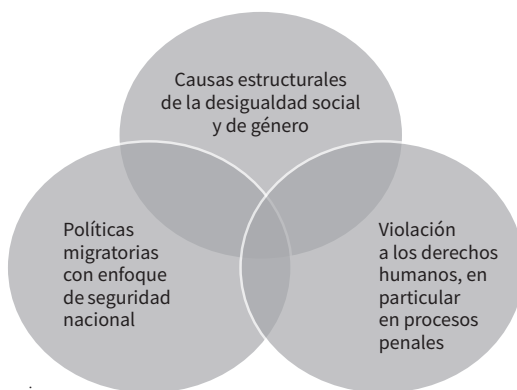 Causas estructurales
de la desigualdad social
y de género
Políticas
migratorias
con enfoque
de seguridad
nacional
Violación
a los derechos
humanos, en
particular
en procesos
penales